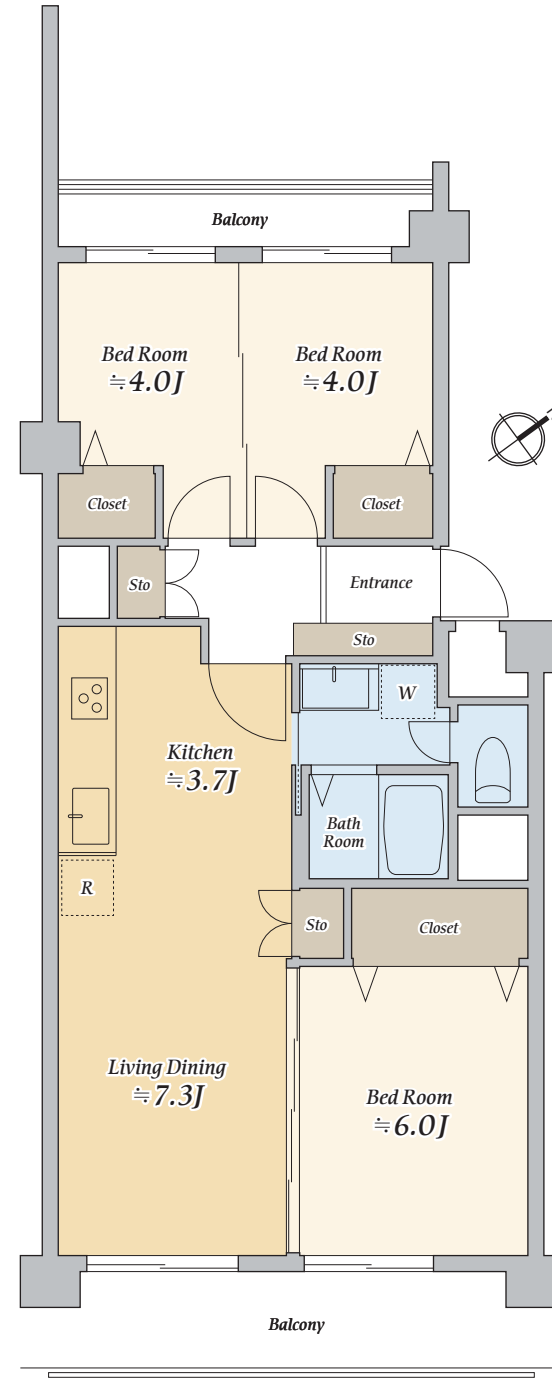 Balcony
Bed Room
≒4.0J
Bed Room
≒4.0J
Closet
Closet
Sto
Entrance
Sto
W
Kitchen
≒3.7J
Bath
Room
R
Sto
Closet
Living Dining
≒7.3J
Bed Room
≒6.0J
Balcony